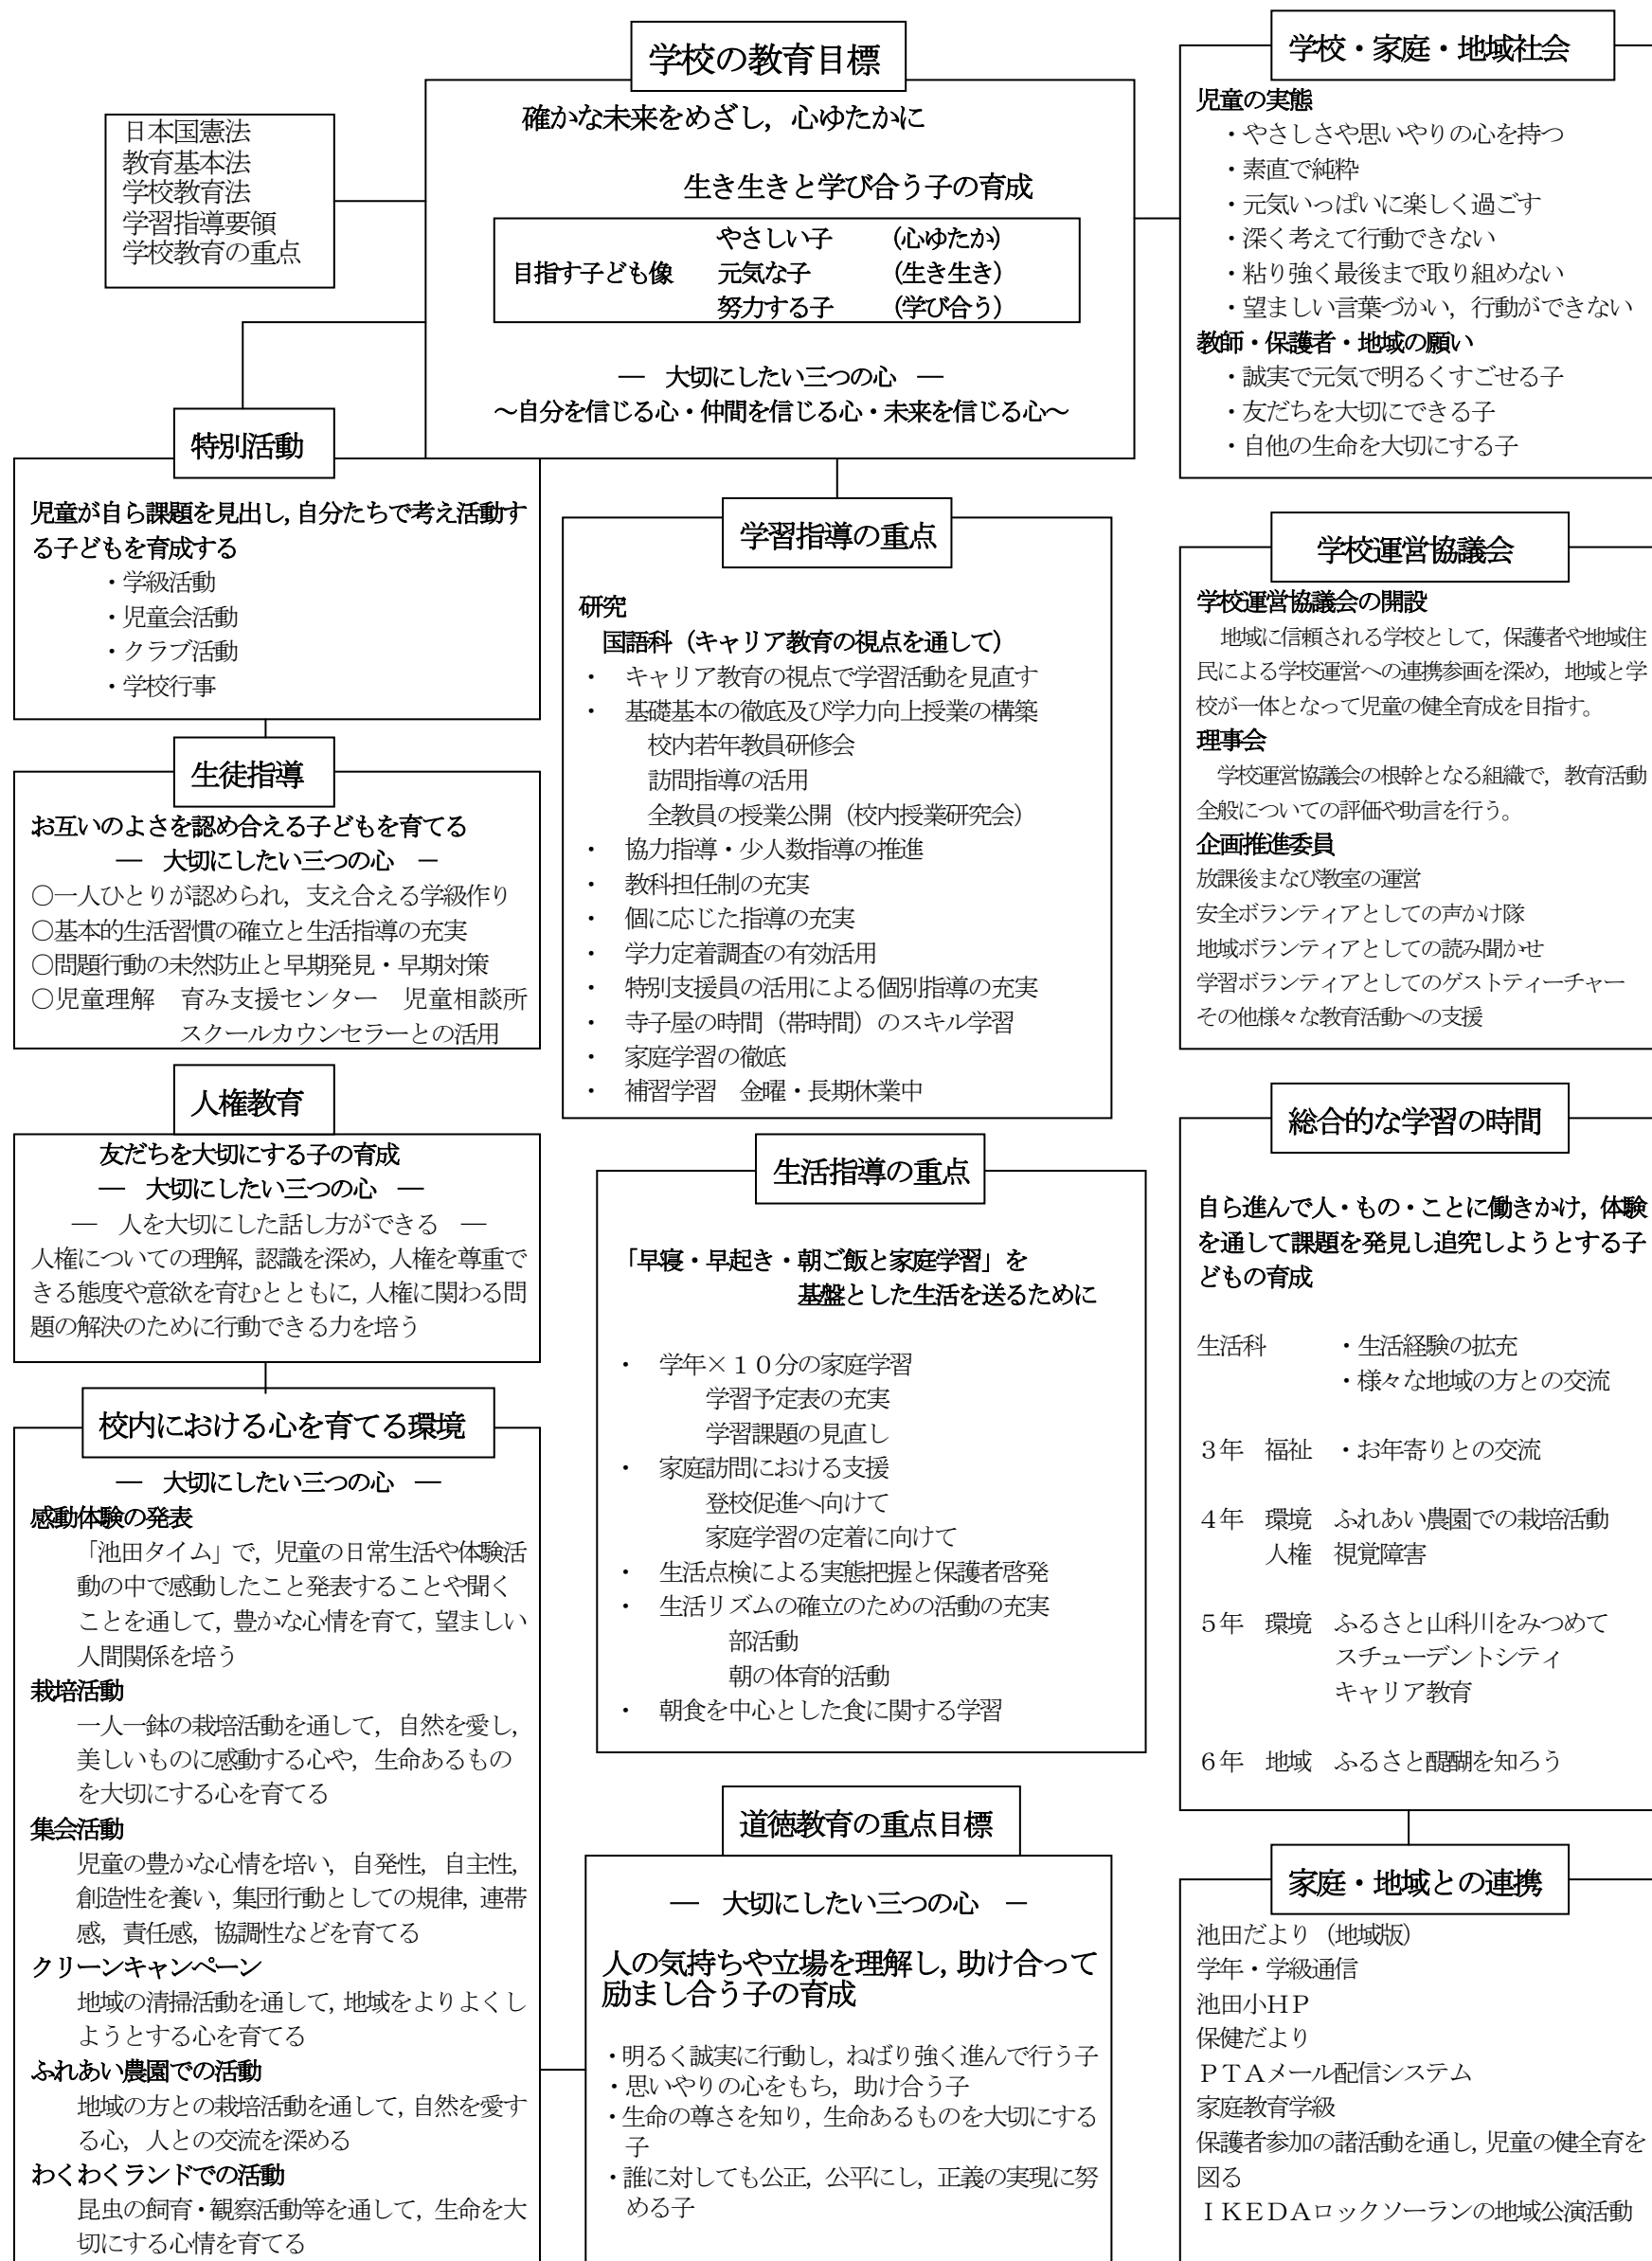 学校の教育目標
確かな未来をめざし，心ゆたかに
生き生きと学び合う子の育成
目指す子ども像　やさしい子　（心ゆたか）
元気な子　（生き生き）
努力する子　（学び合う）
―　大切にしたい三つの心　―
～自分を信じる心・仲間を信じる心・未来を信じる心～
日本国憲法
教育基本法
学校教育法
学習指導要領
学校教育の重点
特別活動
児童が自ら課題を見出し，自分たちで考え活動す
る子どもを育成する
・学級活動
・児童会活動
・クラブ活動
・学校行事
生徒指導
お互いのよさを認め合える子どもを育てる
―　大切にしたい三つの心　－
○一人ひとりが認められ，支え合える学級作り
○基本的生活習慣の確立と生活指導の充実
○問題行動の未然防止と早期発見・早期対策
○児童理解　育み支援センター　児童相談所
スクールカウンセラーとの活用
人権教育
友だちを大切にする子の育成
―　大切にしたい三つの心　―
―　人を大切にした話し方ができる　―
人権についての理解，認識を深め，人権を尊重で
きる態度や意欲を育むとともに，人権に関わる問
題の解決のために行動できる力を培う
校内における心を育てる環境
―　大切にしたい三つの心　―
感動体験の発表
「池田タイム」で，児童の日常生活や体験活
動の中で感動したこと発表することや聞く
ことを通して，豊かな心情を育て，望ましい
人間関係を培う
栽培活動
一人一鉢の栽培活動を通して，自然を愛し，
美しいものに感動する心や，生命あるもの
を大切にする心を育てる
集会活動
児童の豊かな心情を培い，自発性，自主性，
創造性を養い，集団行動としての規律，連帯
感，責任感，協調性などを育てる
クリーンキャンペーン
地域の清掃活動を通して，地域をよりよくし
ようとする心を育てる
ふれあい農園での活動
地域の方との栽培活動を通して，自然を愛す
る心，人との交流を深める
わくわくランドでの活動
昆虫の飼育・観察活動等を通して，生命を大
切にする心情を育てる
学習指導の重点
研究
国語科（キャリア教育の視点を通して）
・　キャリア教育の視点で学習活動を見直す
・　基礎基本の徹底及び学力向上授業の構築
校内若年教員研修会
訪問指導の活用
全教員の授業公開（校内授業研究会）
・　協力指導・少人数指導の推進
・　教科担任制の充実
・　個に応じた指導の充実
・　学力定着調査の有効活用
・　特別支援員の活用による個別指導の充実
・　寺子屋の時間（帯時間）のスキル学習
・　家庭学習の徹底
・　補習学習　金曜・長期休業中
生活指導の重点
「早寝・早起き・朝ご飯と家庭学習」を
基盤とした生活を送るために
・　学年×１０分の家庭学習
学習予定表の充実
学習課題の見直し
・　家庭訪問における支援
登校促進へ向けて
家庭学習の定着に向けて
・　生活点検による実態把握と保護者啓発
・　生活リズムの確立のための活動の充実
部活動
朝の体育的活動
・　朝食を中心とした食に関する学習
道徳教育の重点目標
―　大切にしたい三つの心　－
人の気持ちや立場を理解し，助け合って
励まし合う子の育成
・明るく誠実に行動し，ねばり強く進んで行う子
・思いやりの心をもち，助け合う子
・生命の尊さを知り，生命あるものを大切にする
子
・誰に対しても公正，公平にし，正義の実現に努
める子
学校・家庭・地域社会
児童の実態
・やさしさや思いやりの心を持つ
・素直で純粋
・元気いっぱいに楽しく過ごす
・深く考えて行動できない
・粘り強く最後まで取り組めない
・望ましい言葉づかい，行動ができない
教師・保護者・地域の願い
・誠実で元気で明るくすごせる子
・友だちを大切にできる子
・自他の生命を大切にする子
学校運営協議会
学校運営協議会の開設
地域に信頼される学校として，保護者や地域住
民による学校運営への連携参画を深め，地域と学
校が一体となって児童の健全育成を目指す。
理事会
学校運営協議会の根幹となる組織で，教育活動
全般についての評価や助言を行う。
企画推進委員
放課後まなび教室の運営
安全ボランティアとしての声かけ隊
地域ボランティアとしての読み聞かせ
学習ボランティアとしてのゲストティーチャー
その他様々な教育活動への支援
総合的な学習の時間
自ら進んで人・もの・ことに働きかけ，体験
を通して課題を発見し追究しようとする子
どもの育成
生活科　・生活経験の拡充
・様々な地域の方との交流
３年　福祉　・お年寄りとの交流
４年　環境　ふれあい農園での栽培活動
人権　視覚障害
５年　環境　ふるさと山科川をみつめて
スチューデントシティ
キャリア教育
６年　地域　ふるさと醍醐を知ろう
家庭・地域との連携
池田だより（地域版）
学年・学級通信
池田小ＨＰ
保健だより
ＰＴＡメール配信システム
家庭教育学級
保護者参加の諸活動を通し，児童の健全育を
図る
ＩＫＥＤＡロックソーランの地域公演活動